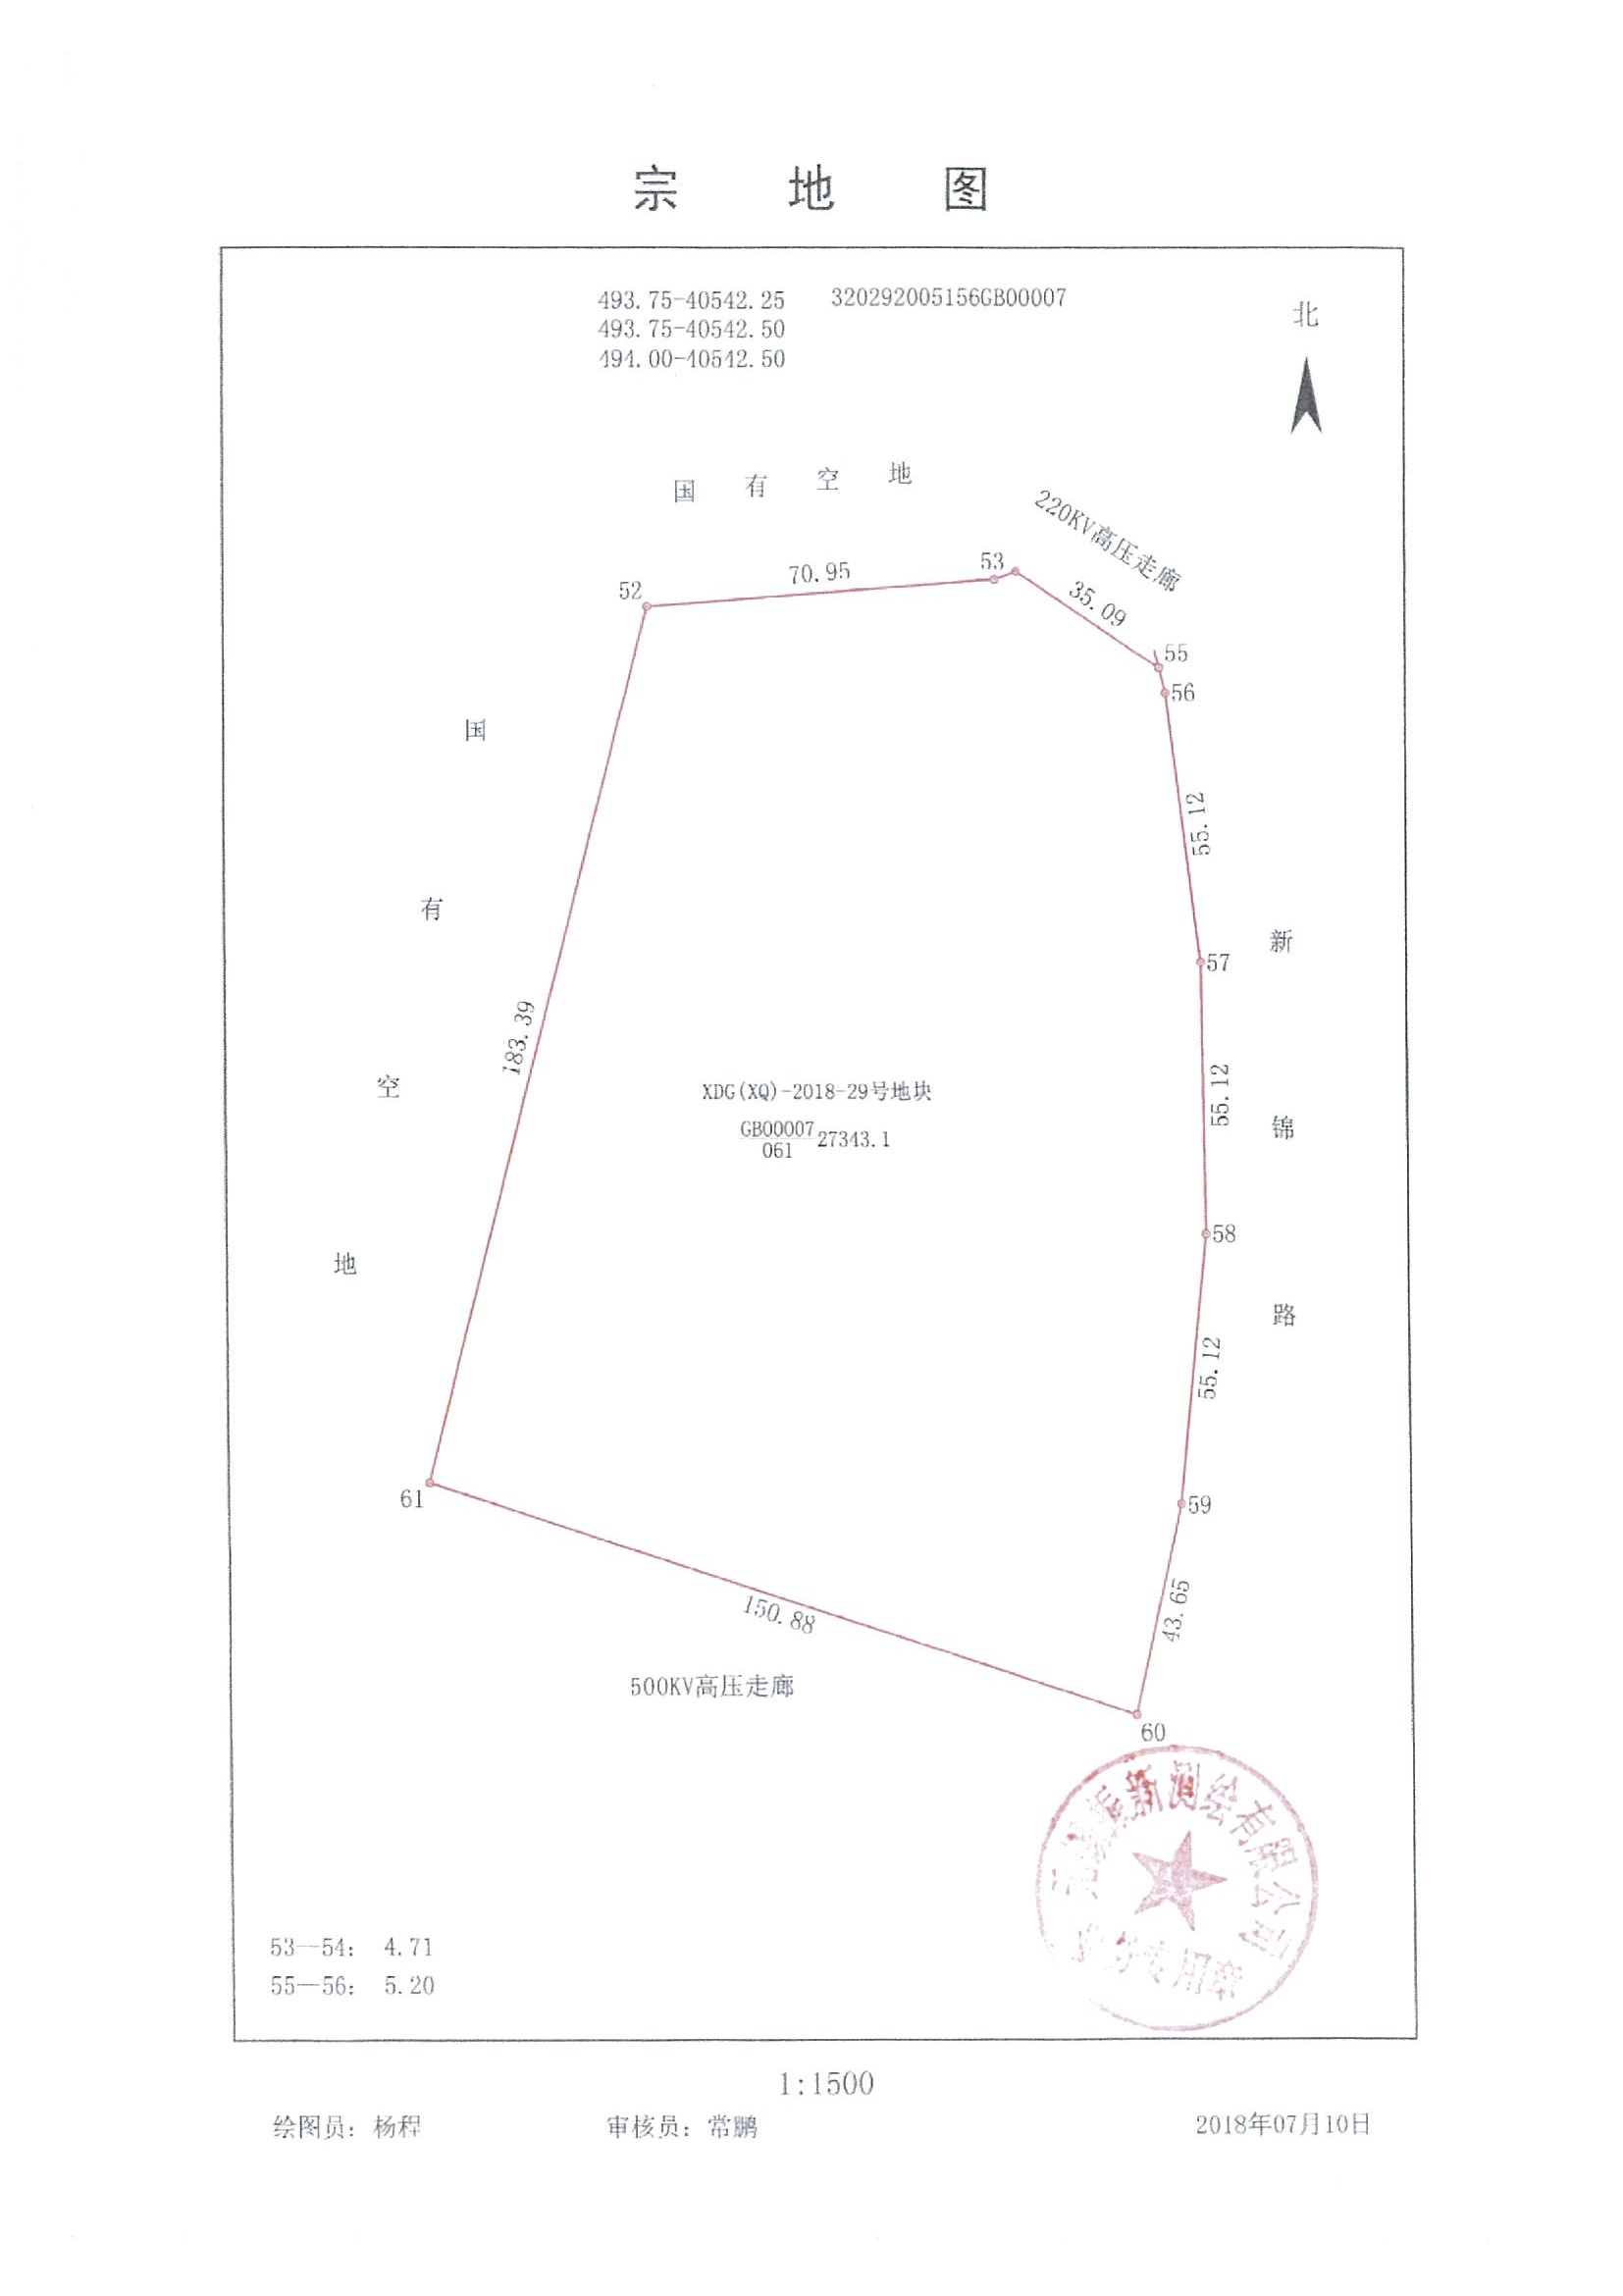 宗 地 图
493.75-40542.25 320292005156GB00007
493.75-40542.50
494.00-40542.50
北
国 有 空 地
220KV高压走廊
53
70.95
52
35.09
55
56
国
有
空
地
55.12
新
锦
路
57
183.39
55.12
XDG(XQ)-2018-29号地块
GB00007
061
27343.1
58
55.12
61
59
150.88
43.65
500KV高压走廊
60
新测绘有限公司
专用章
53—54: 4.71
55—56: 5.20
1:1500
绘图员: 杨程 审核员: 常鹏 2018年07月10日